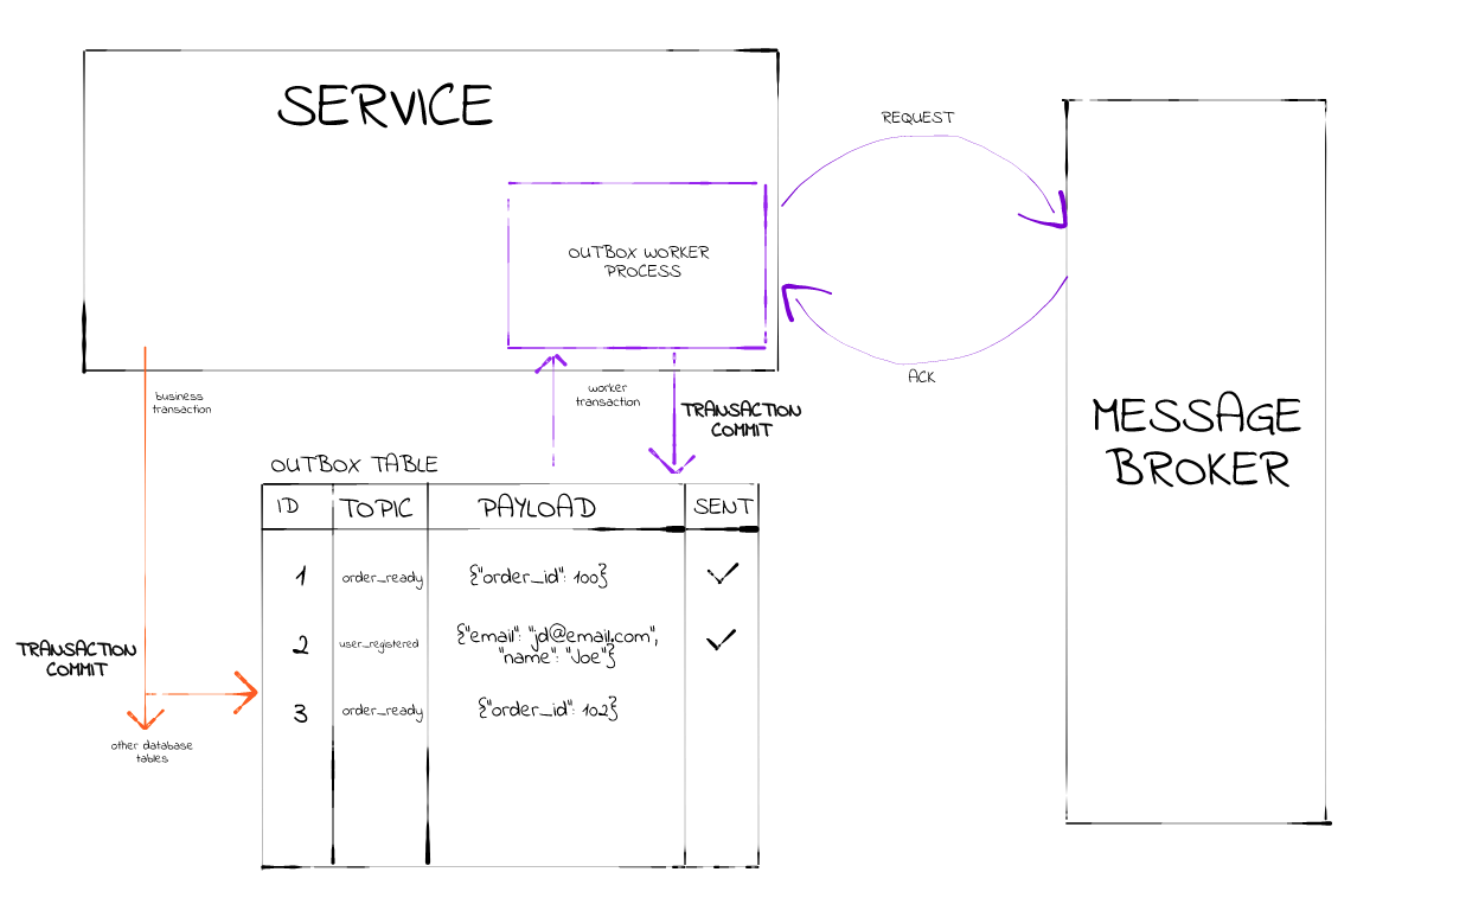 SERVICE
REQUEST
OUTBOX WORKER
PROCESS
ACK
business
transaction
worker
transaction
TRANSACTION
COMMIT
MESSAGE
BROKER
OUTBOX TABLE
ID TOPIC PAYLOAD SENT
1 order_ready {"order_id": 100}
2 user_registered {"email": "jd@email.com",
"name": "Joe"}
3 order_ready {"order_id": 102}
TRANSACTION
COMMIT
other database
tables